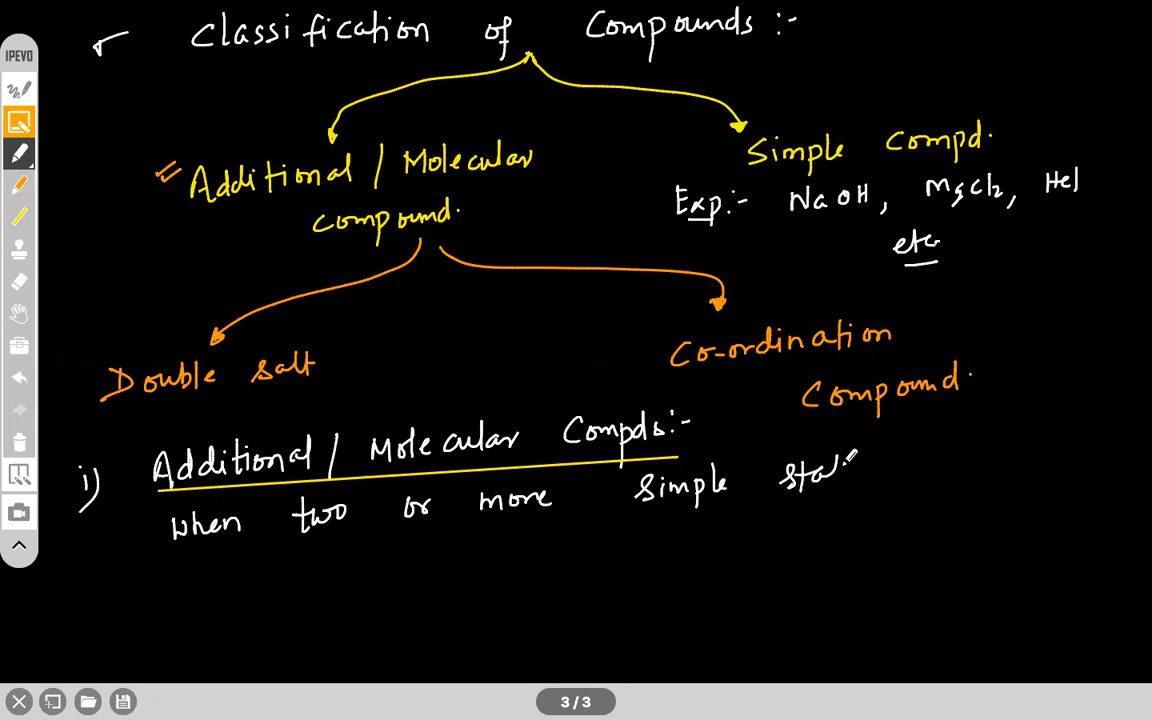 IPEVO
Classification of Compounds :-
Additional / Molecular compound.
Simple Compd.
Exp:- NaOH, MgCl2, Hcl
etc
Double salt
Co-ordination
Compound.
i) Additional / Molecular Compds:-
When two or more simple
3/3